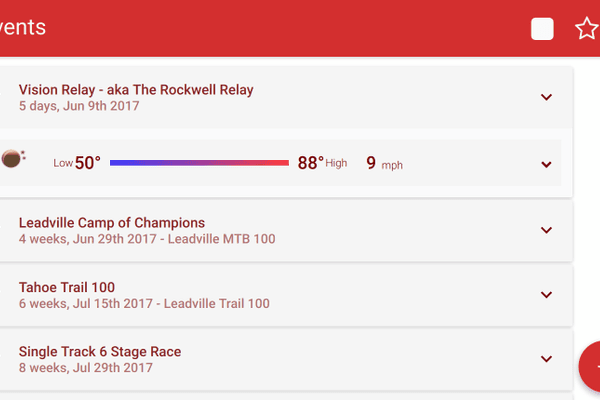 vents
Vision Relay - aka The Rockwell Relay
5 days, Jun 9th 2017
Low 50° 88° High 9 mph
Leadville Camp of Champions
4 weeks, Jun 29th 2017 - Leadville MTB 100
Tahoe Trail 100
6 weeks, Jul 15th 2017 - Leadville Trail 100
Single Track 6 Stage Race
8 weeks, Jul 29th 2017